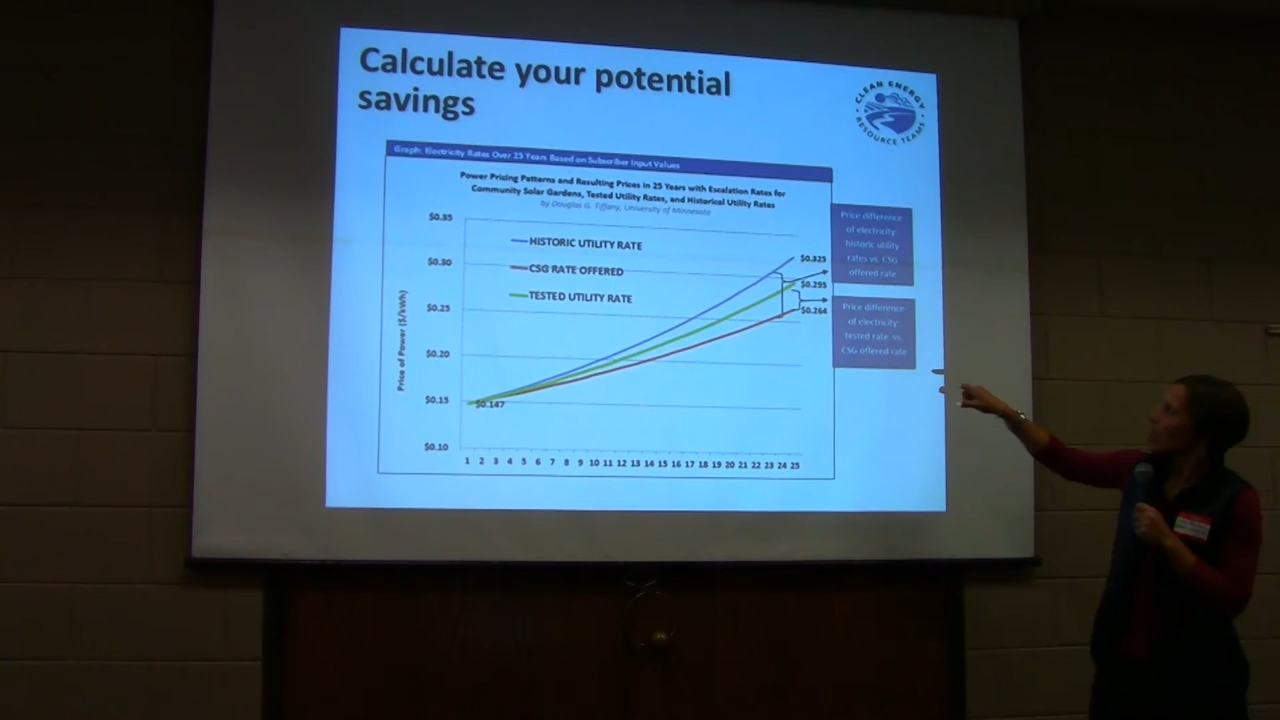 Calculate your potential
savings
CLEAN ENERGY
RESOURCE TEAMS
Graph: Electricity Rates Over 25 Years Based on Subscriber Input Values
Power Pricing Patterns and Resulting Prices in 25 Years with Escalation Rates for
Community Solar Gardens, Tested Utility Rates, and Historical Utility Rates
by Douglas G. Tiffany, University of Minnesota
$0.35
$0.30
$0.25
$0.20
$0.15
$0.10
Price of Power ($/kWh)
HISTORIC UTILITY RATE
CSG RATE OFFERED
TESTED UTILITY RATE
$0.147
$0.325
$0.295
$0.264
1 2 3 4 5 6 7 8 9 10 11 12 13 14 15 16 17 18 19 20 21 22 23 24 25
Price difference
of electricity:
historic utility
rates vs. CSG
offered rate
Price difference
of electricity:
tested rate vs.
CSG offered rate